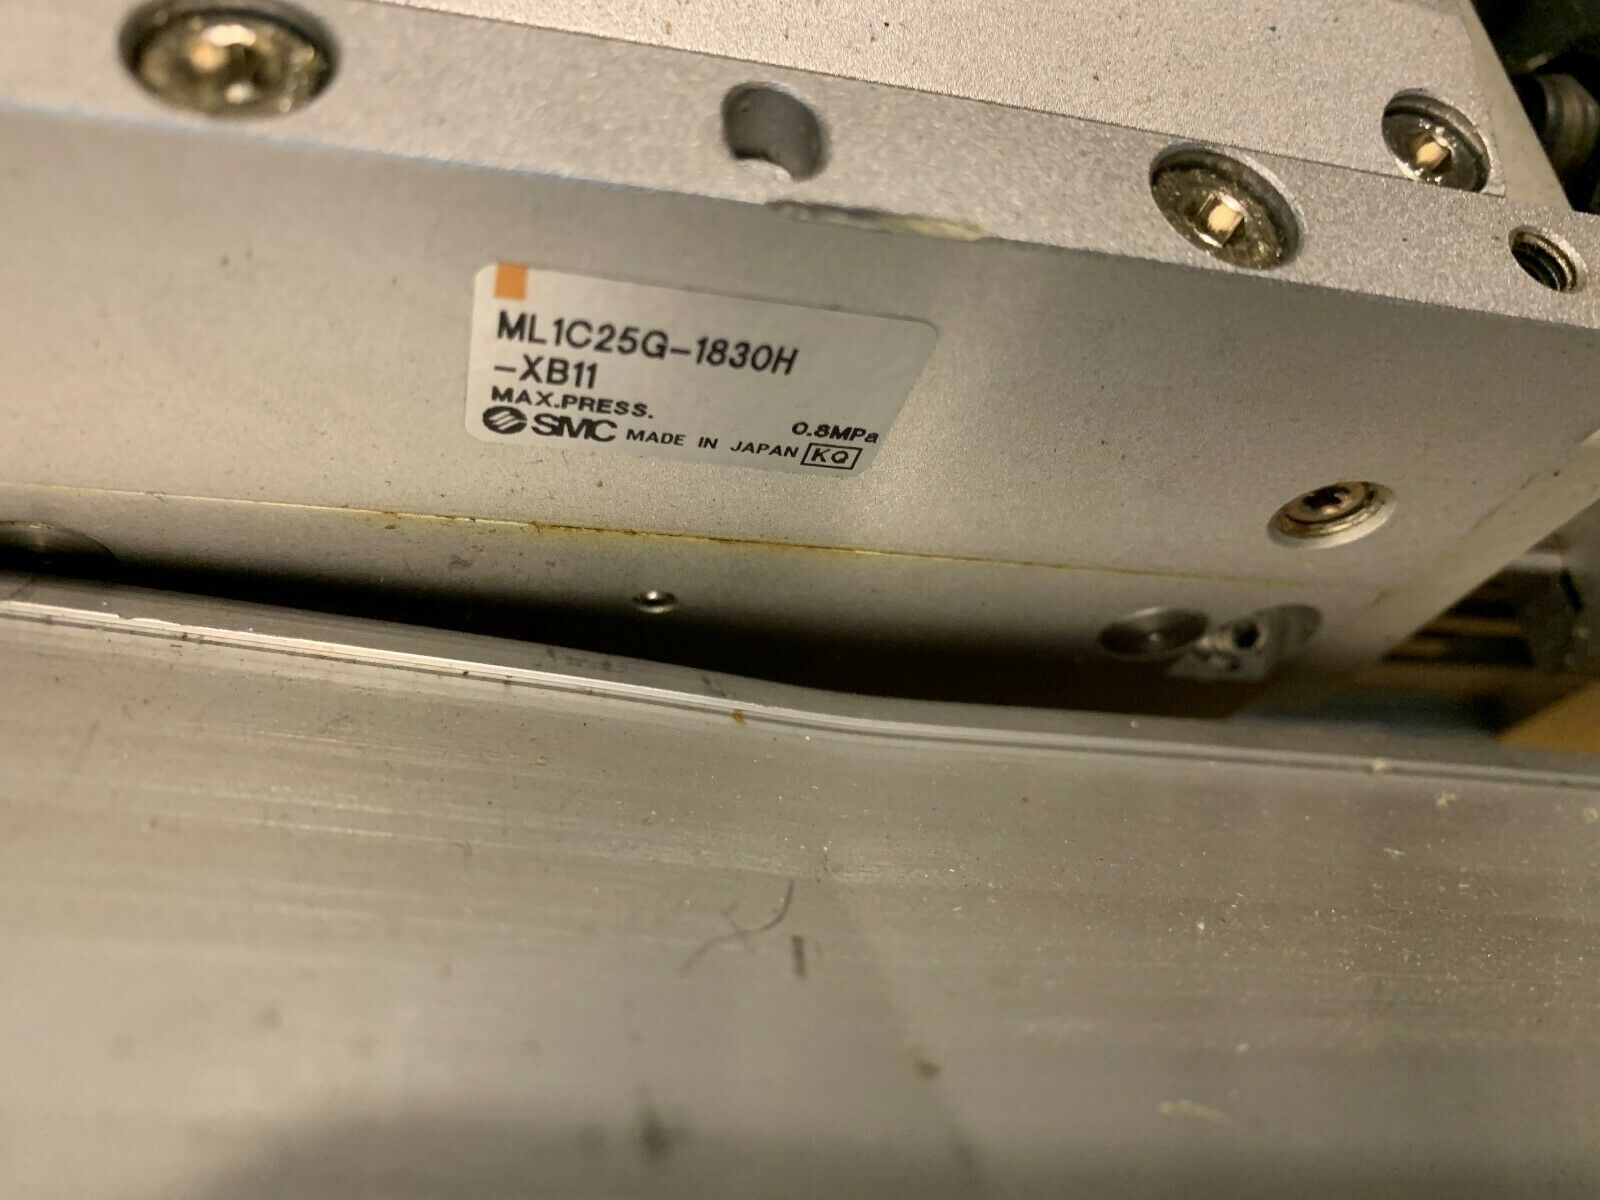 ML1C25G-1830H
-XB11
MAX.PRESS. 0.8MPa
SMC MADE IN JAPAN KQ